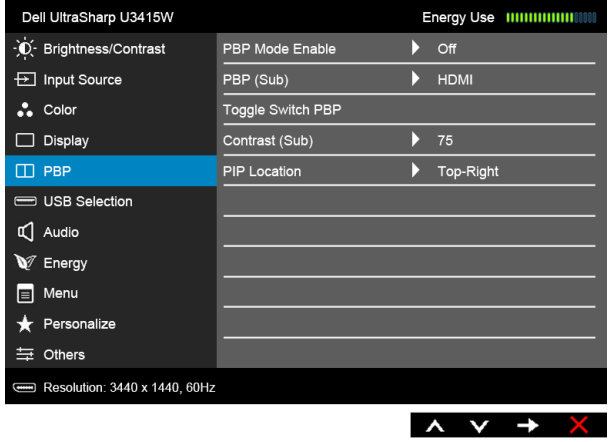 Dell UltraSharp U3415W Energy Use
Brightness/Contrast PBP Mode Enable Off
Input Source PBP (Sub) HDMI
Color Toggle Switch PBP
Display Contrast (Sub) 75
PBP PIP Location Top-Right
USB Selection
Audio
Energy
Menu
Personalize
Others
Resolution: 3440 x 1440, 60Hz